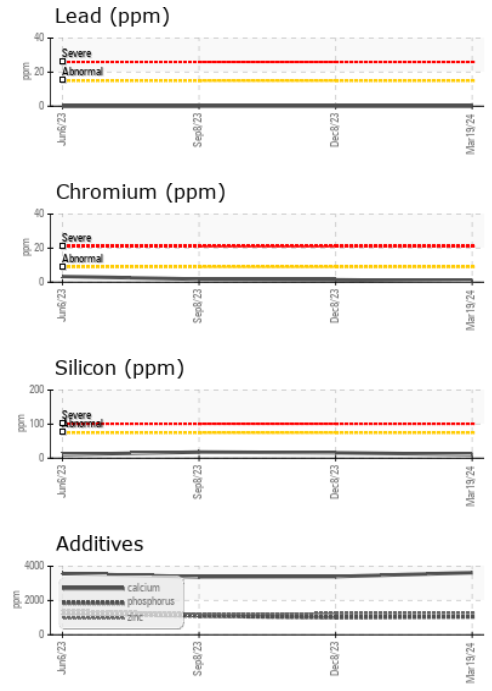 Lead (ppm)
40
Severe
ppm
20
Abnormal
0
Jun6/23
Sep8/23
Dec8/23
Mar19/24
Chromium (ppm)
40
Severe
ppm
20
Abnormal
0
Jun6/23
Sep8/23
Dec8/23
Mar19/24
Silicon (ppm)
200
Severe
ppm
100
Abnormal
0
Jun6/23
Sep8/23
Dec8/23
Mar19/24
Additives
4000
calcium
ppm
2000
phosphorus
zinc
0
Jun6/23
Sep8/23
Dec8/23
Mar19/24